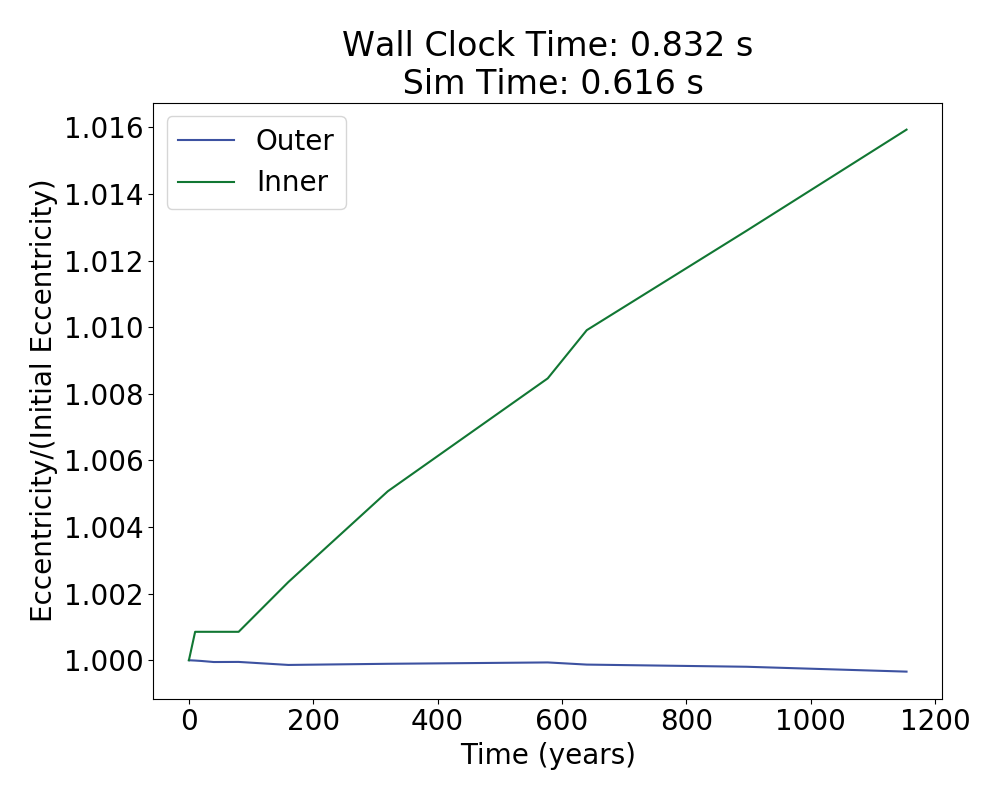 Wall Clock Time: 0.832 s
Sim Time: 0.616 s
Outer
Inner
Eccentricity/(Initial Eccentricity)
1.016
1.014
1.012
1.010
1.008
1.006
1.004
1.002
1.000
0 200 400 600 800 1000 1200
Time (years)